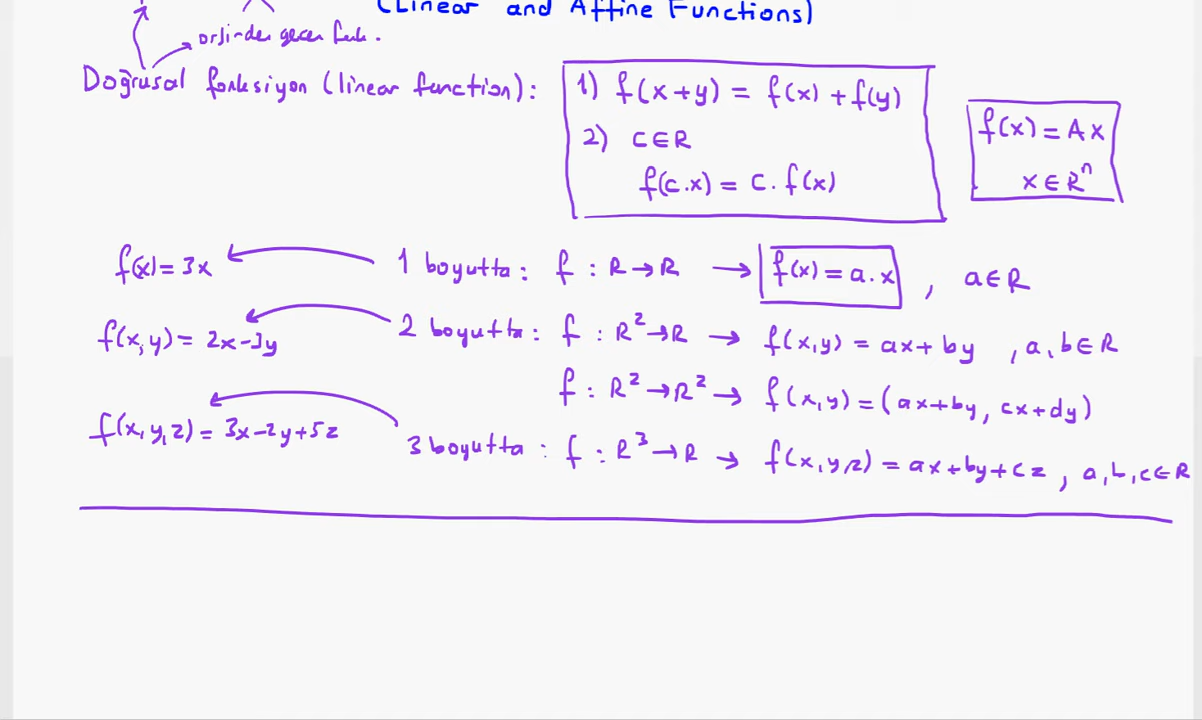 (Linear and Affine Functions)
orjinden geçen fonk.
Doğrusal fonksiyon (linear function):
1) f(x+y) = f(x) + f(y)
2) c∈R
f(c.x) = c. f(x)
f(x) = Ax
x∈Rⁿ
f(x) = 3x
1 boyutta: f : R→R → f(x) = a.x , a∈R
f(x,y) = 2x-3y
2 boyutta: f : R²→R → f(x,y) = ax+by , a,b∈R
f : R²→R² → f(x,y) = (ax+by, cx+dy)
f(x,y,z) = 3x-2y+5z
3 boyutta : f : R³→R → f(x,y,z) = ax+by+cz , a,b,c∈R